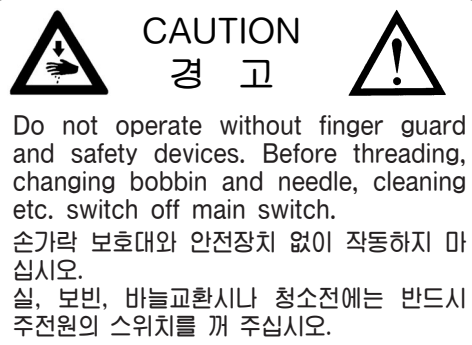 CAUTION
경 고
Do not operate without finger guard
and safety devices. Before threading,
changing bobbin and needle, cleaning
etc. switch off main switch.
손가락 보호대와 안전장치 없이 작동하지 마
십시오.
실, 보빈, 바늘교환시나 청소전에는 반드시
주전원의 스위치를 꺼 주십시오.